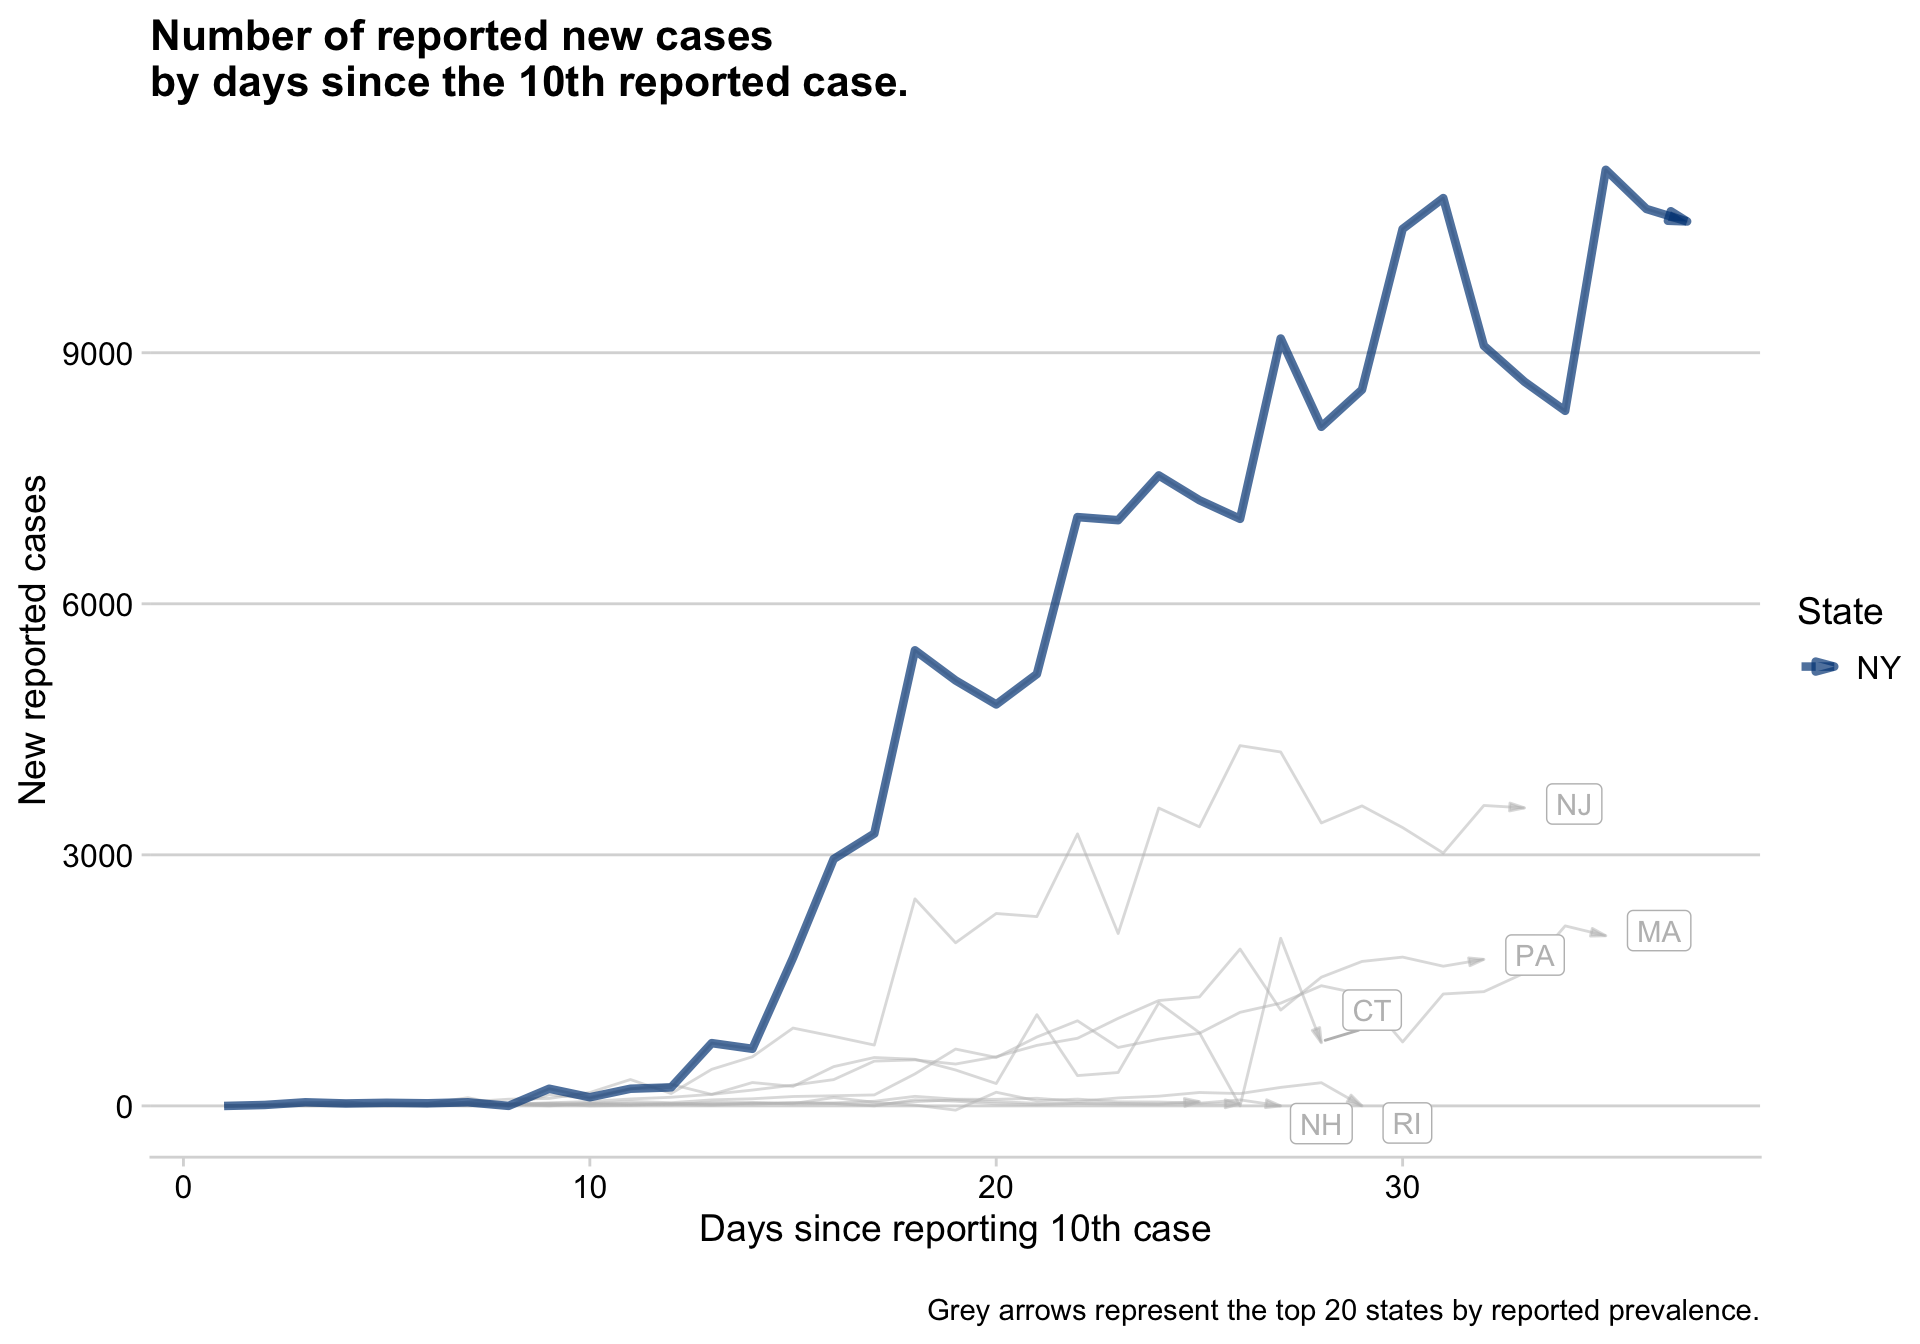 Number of reported new cases
by days since the 10th reported case.
New reported cases
9000
6000
3000
0
NJ
MA
PA
CT
NH
RI
State
NY
0
10
20
30
Days since reporting 10th case
Grey arrows represent the top 20 states by reported prevalence.